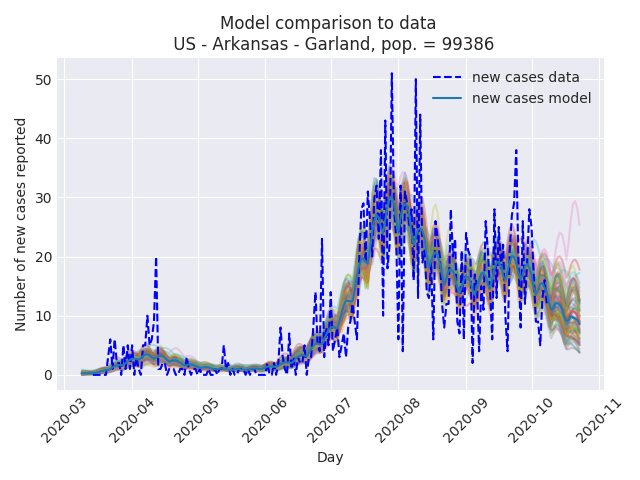 Model comparison to data
US - Arkansas - Garland, pop. = 99386
new cases data
new cases model
Number of new cases reported
50
40
30
20
10
0
2020-03
2020-04
2020-05
2020-06
2020-07
2020-08
2020-09
2020-10
2020-11
Day